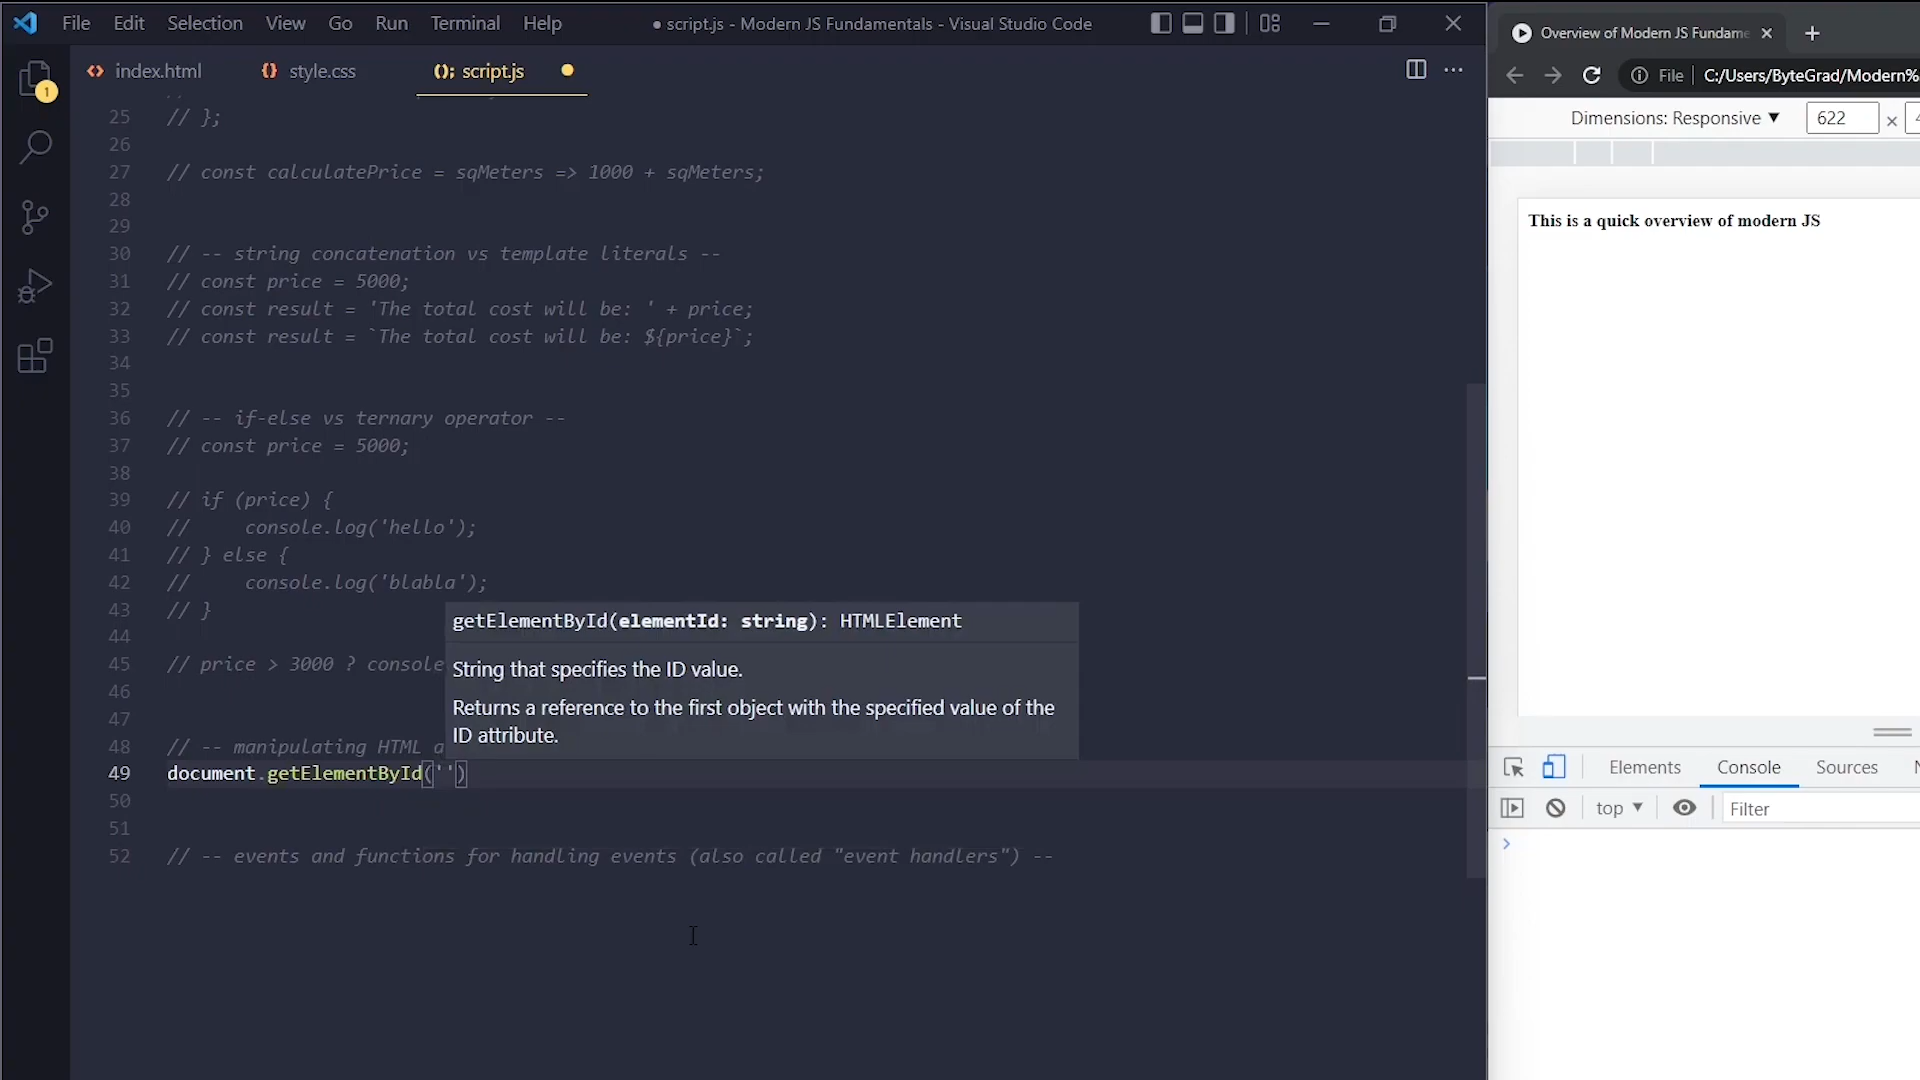 File Edit Selection View Go Run Terminal Help
● script.js - Modern JS Fundamentals - Visual Studio Code
index.html
style.css
script.js
1
25 // };
26
27 // const calculatePrice = sqMeters => 1000 + sqMeters;
28
29
30 // -- string concatenation vs template literals --
31 // const price = 5000;
32 // const result = 'The total cost will be: ' + price;
33 // const result = `The total cost will be: ${price}`;
34
35
36 // -- if-else vs ternary operator --
37 // const price = 5000;
38
39 // if (price) {
40 //     console.log('hello');
41 // } else {
42 //     console.log('blabla');
43 // }
44
45 // price > 3000 ? console
46
47
48 // -- manipulating HTML a
49 document.getElementById('')
50
51
52 // -- events and functions for handling events (also called "event handlers") --
getElementById(elementId: string): HTMLElement
String that specifies the ID value.
Returns a reference to the first object with the specified value of the
ID attribute.
Overview of Modern JS Fundame
File C:/Users/ByteGrad/Modern%
Dimensions: Responsive ▼ 622 ×
This is a quick overview of modern JS
Elements Console Sources
top ▼ Filter